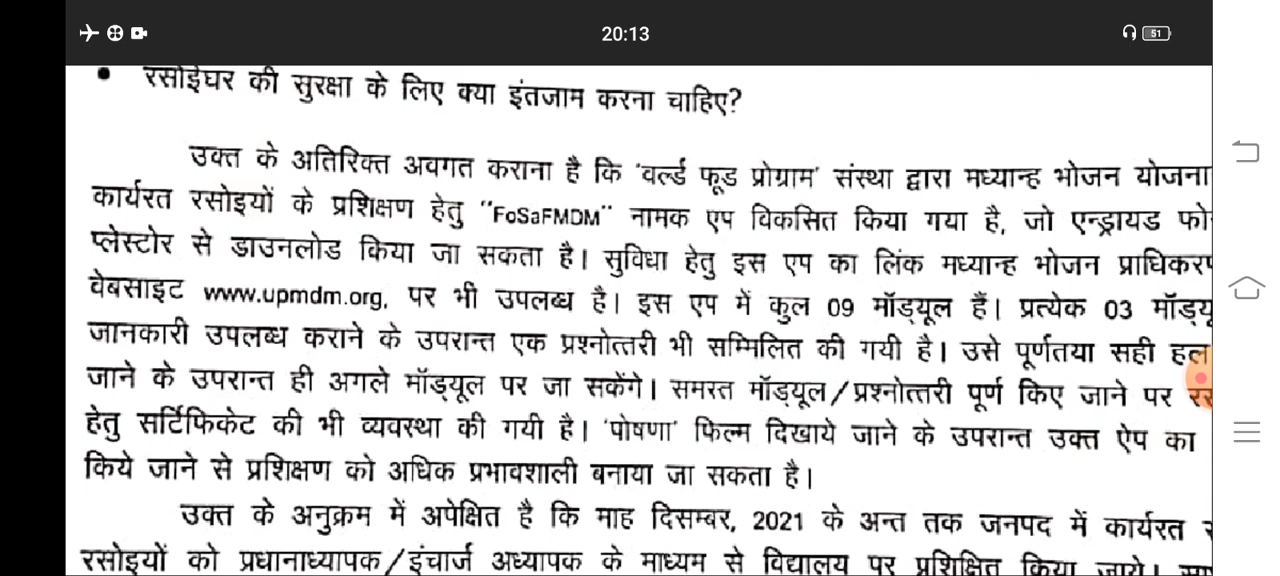 20:13
51
• रसोईघर की सुरक्षा के लिए क्या इंतजाम करना चाहिए?
उक्त के अतिरिक्त अवगत कराना है कि 'वर्ल्ड फूड प्रोग्राम' संस्था द्वारा मध्यान्ह भोजन योजना
कार्यरत रसोइयों के प्रशिक्षण हेतु "FoSaFMDM" नामक एप विकसित किया गया है, जो एन्ड्रायड
प्लेस्टोर से डाउनलोड किया जा सकता है। सुविधा हेतु इस एप का लिंक मध्यान्ह भोजन
वेबसाइट www.upmdm.org, पर भी उपलब्ध है। इस एप में कुल 09 मॉड्यूल हैं। प्रत्येक 03
जानकारी उपलब्ध कराने के उपरान्त एक प्रश्नोत्तरी भी सम्मिलित की गयी है। उसे पूर्णतया सही हल
जाने के उपरान्त ही अगले मॉड्यूल पर जा सकेंगे। समस्त मॉड्यूल/प्रश्नोत्तरी पूर्ण किए जाने पर
हेतु सर्टिफिकेट की भी व्यवस्था की गयी है। 'पोषणा' फिल्म दिखाये जाने के उपरान्त उक्त ऐप का
किये जाने से प्रशिक्षण को अधिक प्रभावशाली बनाया जा सकता है।
उक्त के अनुक्रम में अपेक्षित है कि माह दिसम्बर, 2021 के अन्त तक जनपद में कार्यरत
रसोइयों को प्रधानाध्यापक/इंचार्ज अध्यापक के माध्यम से विद्यालय पर प्रशिक्षित किया जाये।